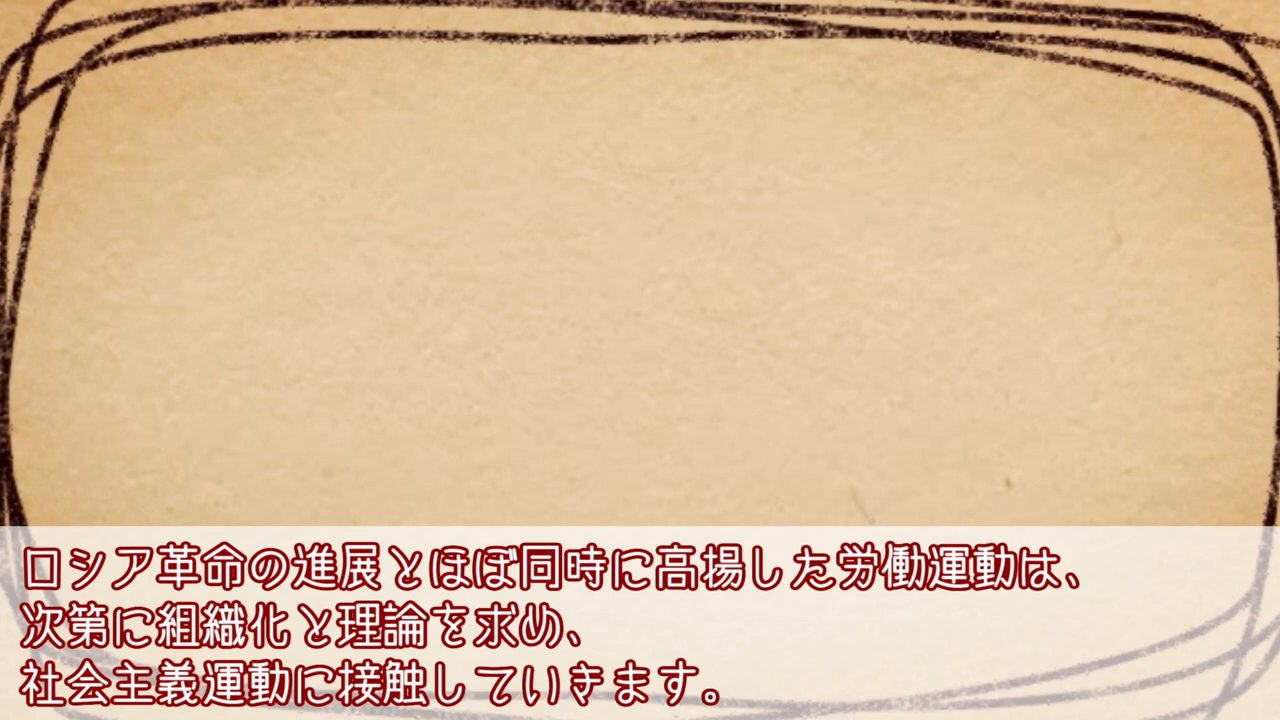 ロシア革命の進展とほぼ同時に高揚した労働運動は、
次第に組織化と理論を求め、
社会主義運動に接触していきます。